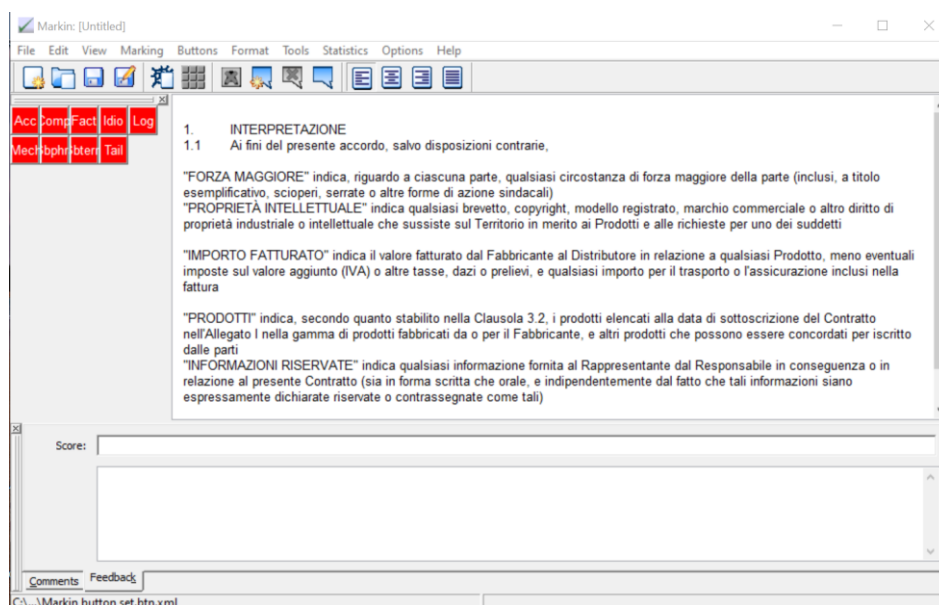 Markin: [Untitled]
File Edit View Marking Buttons Format Tools Statistics Options Help
Acc Comp Fact Idio Log
Mech Tail
1. INTERPRETAZIONE
1.1 Ai fini del presente accordo, salvo disposizioni contrarie,
"FORZA MAGGIORE" indica, riguardo a ciascuna parte, qualsiasi circostanza di forza maggiore della parte (inclusi, a titolo
esemplificativo, scioperi, serrate o altre forme di azione sindacali)
"PROPRIETÀ INTELLETTUALE" indica qualsiasi brevetto, copyright, modello registrato, marchio commerciale o altro diritto di
proprietà industriale o intellettuale che sussiste sul Territorio in merito ai Prodotti e alle richieste per uno dei suddetti
"IMPORTO FATTURATO" indica il valore fatturato dal Fabbricante al Distributore in relazione a qualsiasi Prodotto, meno eventuali
imposte sul valore aggiunto (IVA) o altre tasse, dazi o prelievi, e qualsiasi importo per il trasporto o l'assicurazione inclusi nella
fattura
"PRODOTTI" indica, secondo quanto stabilito nella Clausola 3.2, i prodotti elencati alla data di sottoscrizione del Contratto
nell'Allegato I nella gamma di prodotti fabbricati da o per il Fabbricante, e altri prodotti che possono essere concordati per iscritto
dalle parti
"INFORMAZIONI RISERVATE" indica qualsiasi informazione fornita al Rappresentante dal Responsabile in conseguenza o in
relazione al presente Contratto (sia in forma scritta che orale, e indipendentemente dal fatto che tali informazioni siano
espressamente dichiarate riservate o contrassegnate come tali)
Score:
Comments Feedback
C:\...\Markin button set.btn.xml